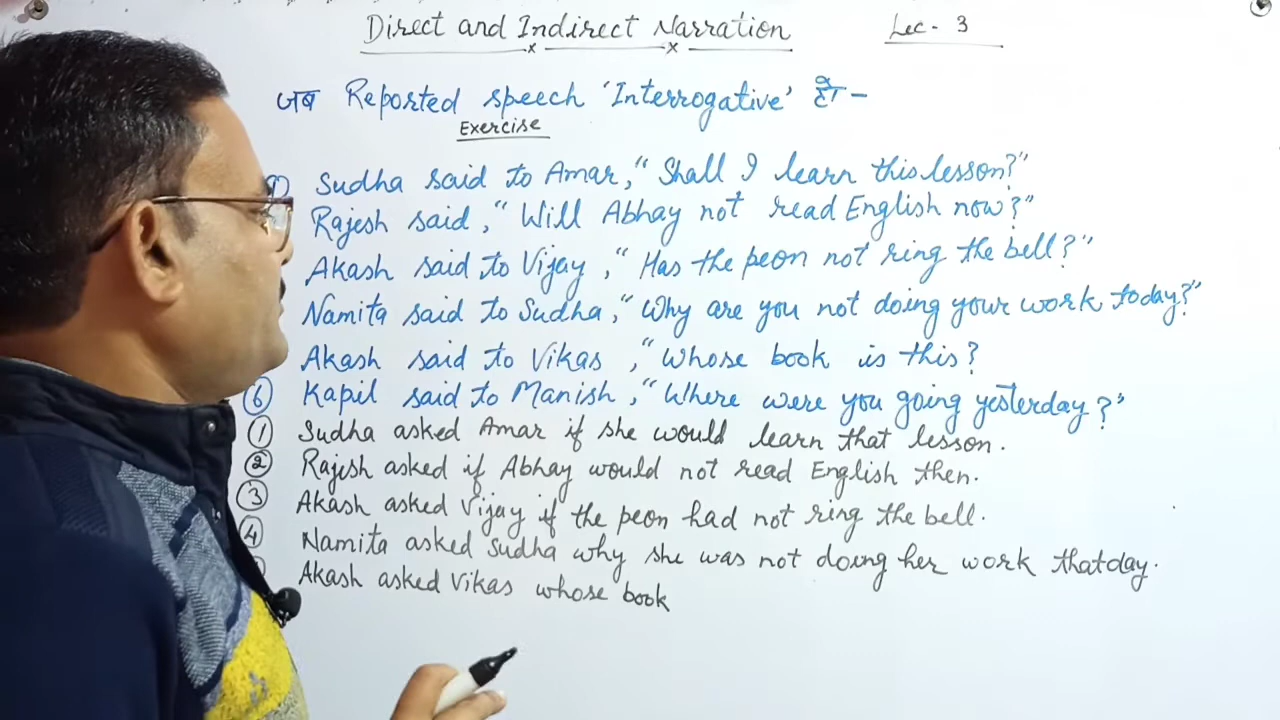 Direct and Indirect Narration
Lec - 3
जब Reported speech 'Interrogative' हो -
Exercise
① Sudha said to Amar, "Shall I learn this lesson?"
Rajesh said, "Will Abhay not read English now?"
Akash said to Vijay, "Has the peon not ring the bell?"
Namita said to Sudha, "Why are you not doing your work today?"
Akash said to Vikas, "Whose book is this?
⑥ Kapil said to Manish, "Where were you going yesterday?"
① Sudha asked Amar if she would learn that lesson.
② Rajesh asked if Abhay would not read English then.
③ Akash asked Vijay if the peon had not ring the bell.
④ Namita asked Sudha why she was not doing her work that day.
Akash asked Vikas whose book